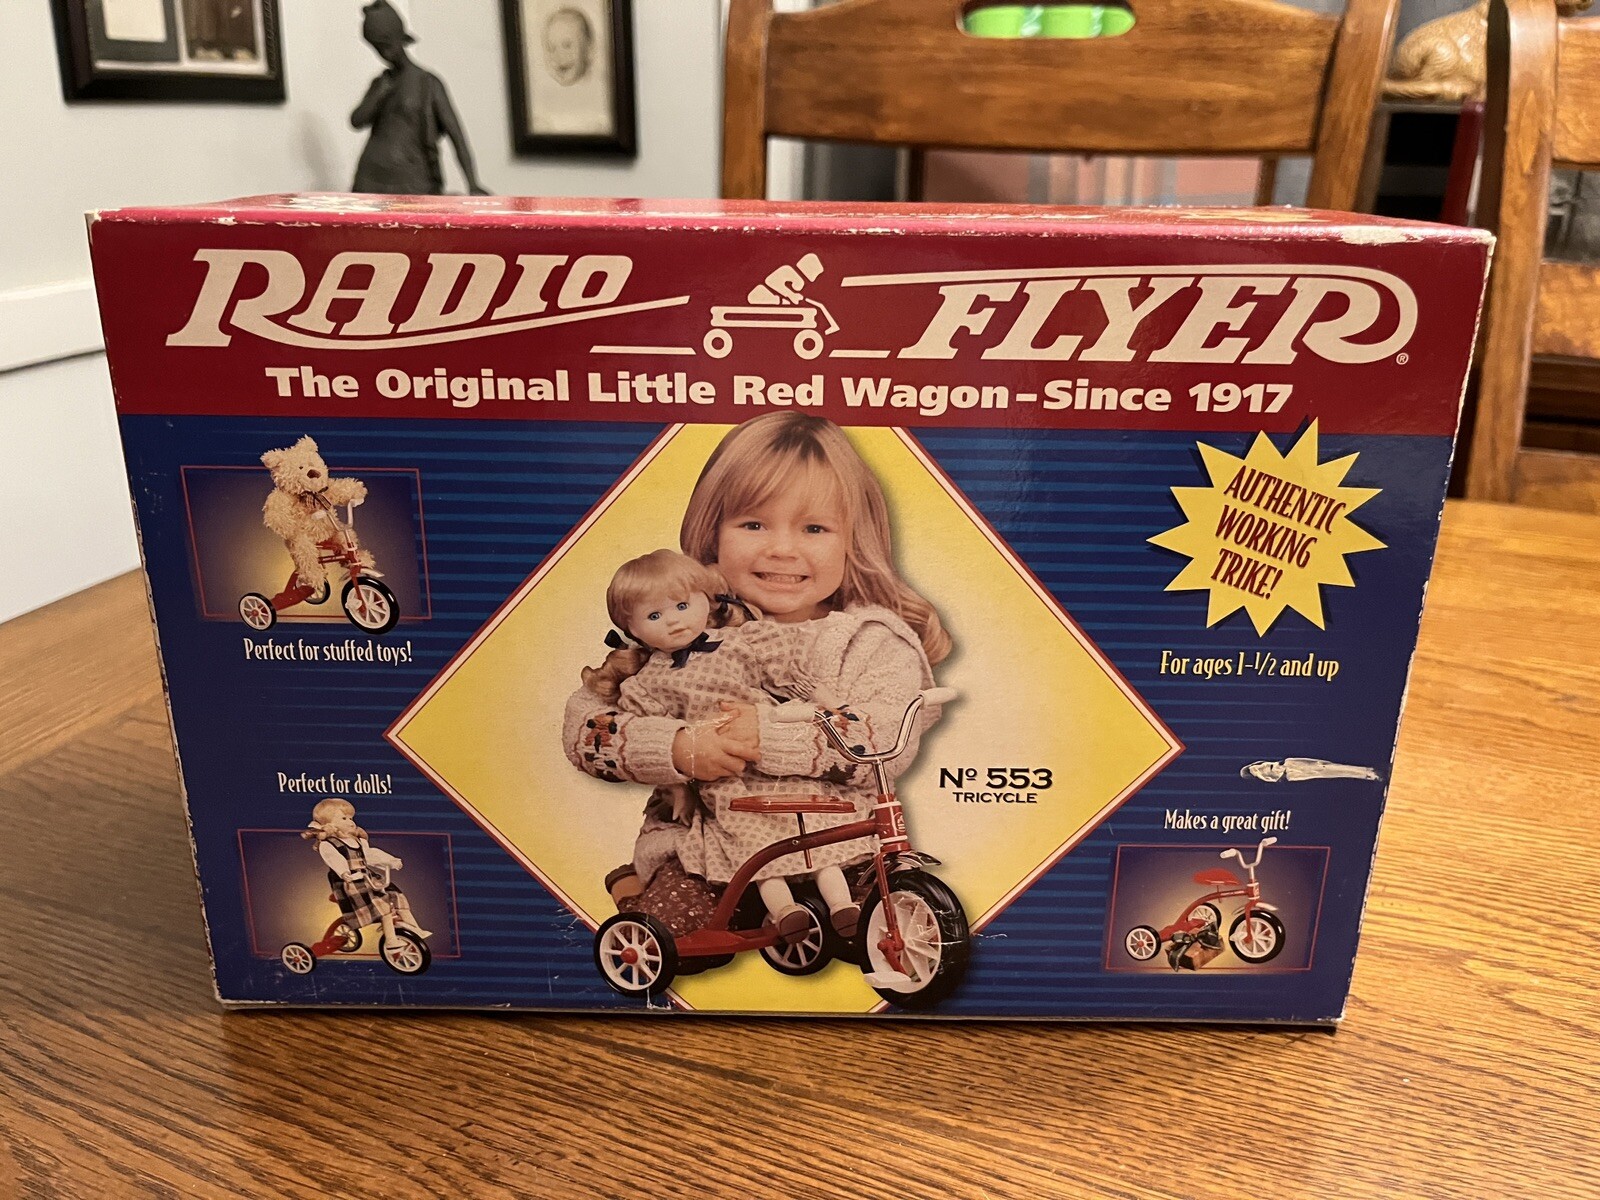 RADIO FLYER®
The Original Little Red Wagon-Since 1917
AUTHENTIC
WORKING
TRIKE!
Perfect for stuffed toys!
For ages 1-1/2 and up
Nº 553
TRICYCLE
Perfect for dolls!
Makes a great gift!